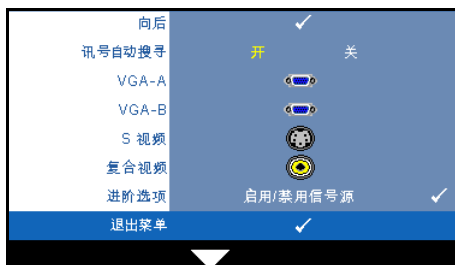 向后
讯号自动搜寻 开 关
VGA-A
VGA-B
S 视频
复合视频
进阶选项 启用/禁用信号源
退出菜单